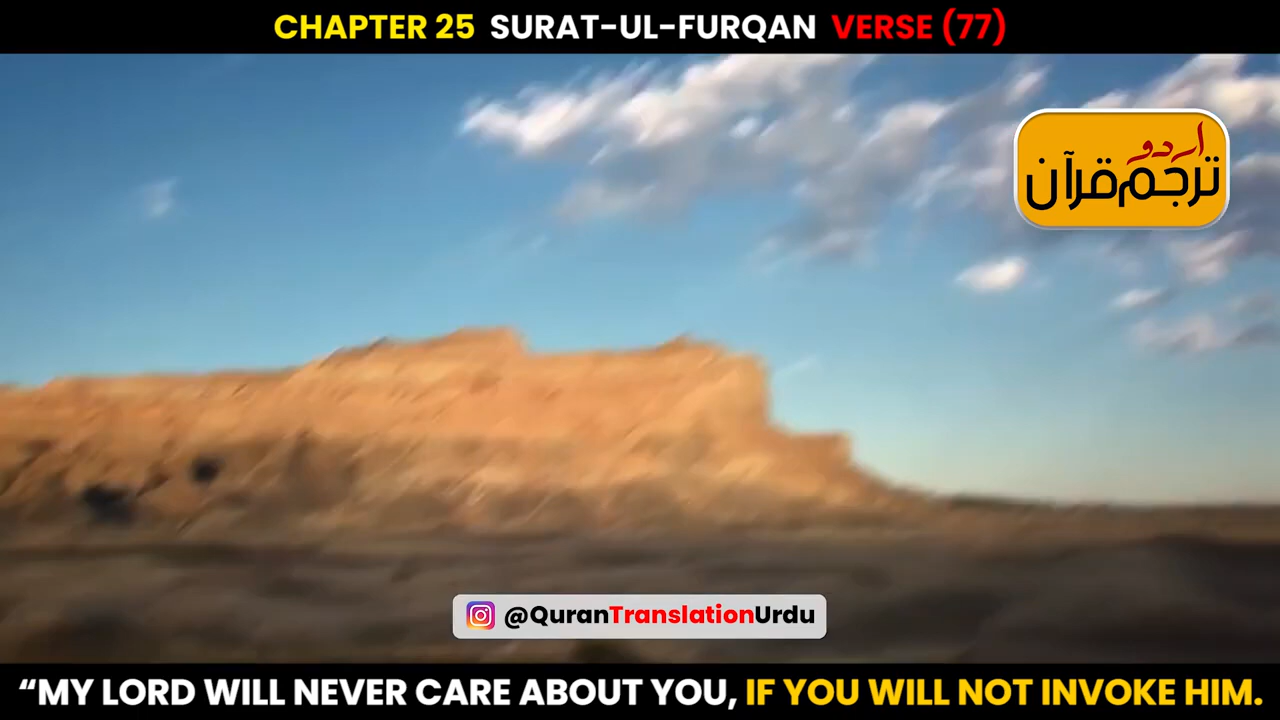 CHAPTER 25 SURAT-UL-FURQAN VERSE (77)
اردو
ترجم قرآن
@QuranTranslationUrdu
“MY LORD WILL NEVER CARE ABOUT YOU, IF YOU WILL NOT INVOKE HIM.